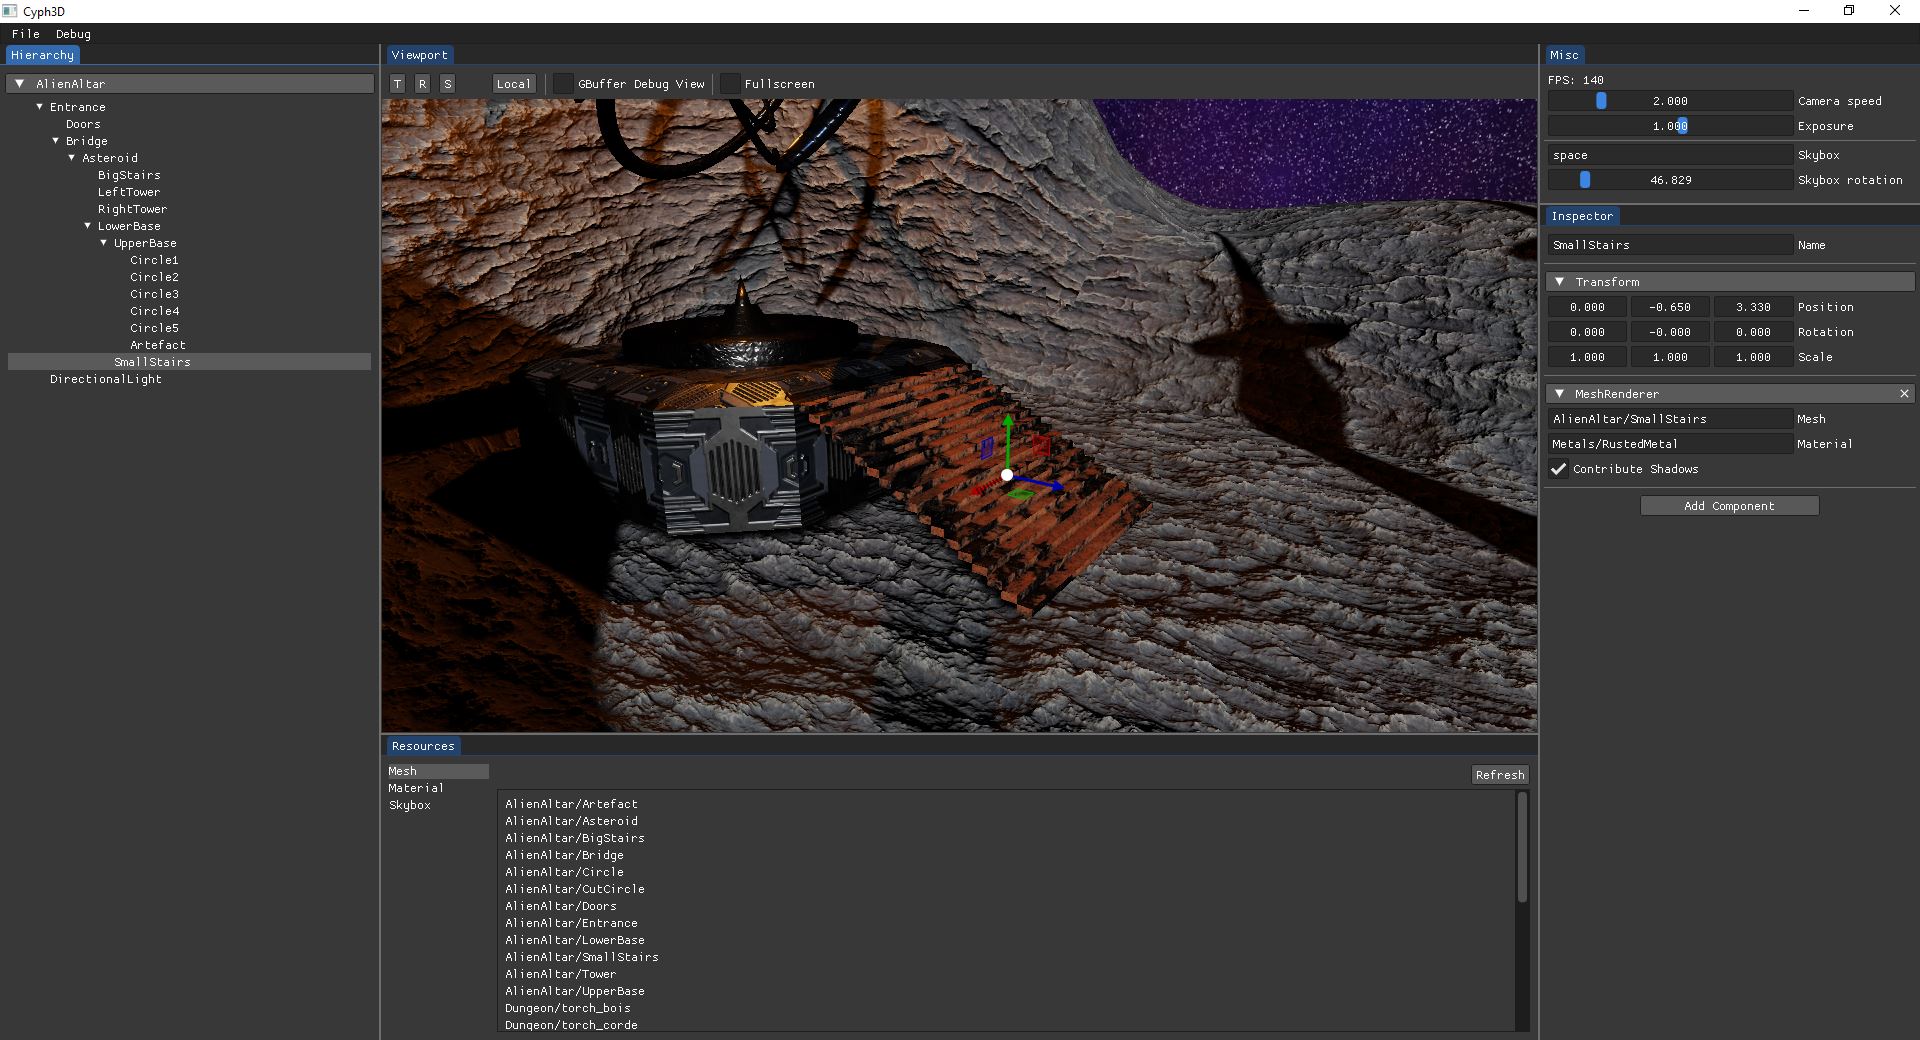 Cyph3D
File Debug
Hierarchy
AlienAltar
Entrance
Doors
Bridge
Asteroid
BigStairs
LeftTower
RightTower
LowerBase
UpperBase
Circle1
Circle2
Circle3
Circle4
Circle5
Artefact
SmallStairs
DirectionalLight
Viewport
T R S Local GBuffer Debug View Fullscreen
Resources
Mesh
Material
Skybox
Refresh
AlienAltar/Artefact
AlienAltar/Asteroid
AlienAltar/BigStairs
AlienAltar/Bridge
AlienAltar/Circle
AlienAltar/CutCircle
AlienAltar/Doors
AlienAltar/Entrance
AlienAltar/LowerBase
AlienAltar/SmallStairs
AlienAltar/Tower
AlienAltar/UpperBase
Dungeon/torch_bois
Dungeon/torch_corde
Misc
FPS: 140
2.000 Camera speed
1.000 Exposure
space Skybox
46.829 Skybox rotation
Inspector
SmallStairs Name
Transform
0.000 -0.650 3.330 Position
0.000 -0.000 0.000 Rotation
1.000 1.000 1.000 Scale
MeshRenderer
AlienAltar/SmallStairs Mesh
Metals/RustedMetal Material
Contribute Shadows
Add Component